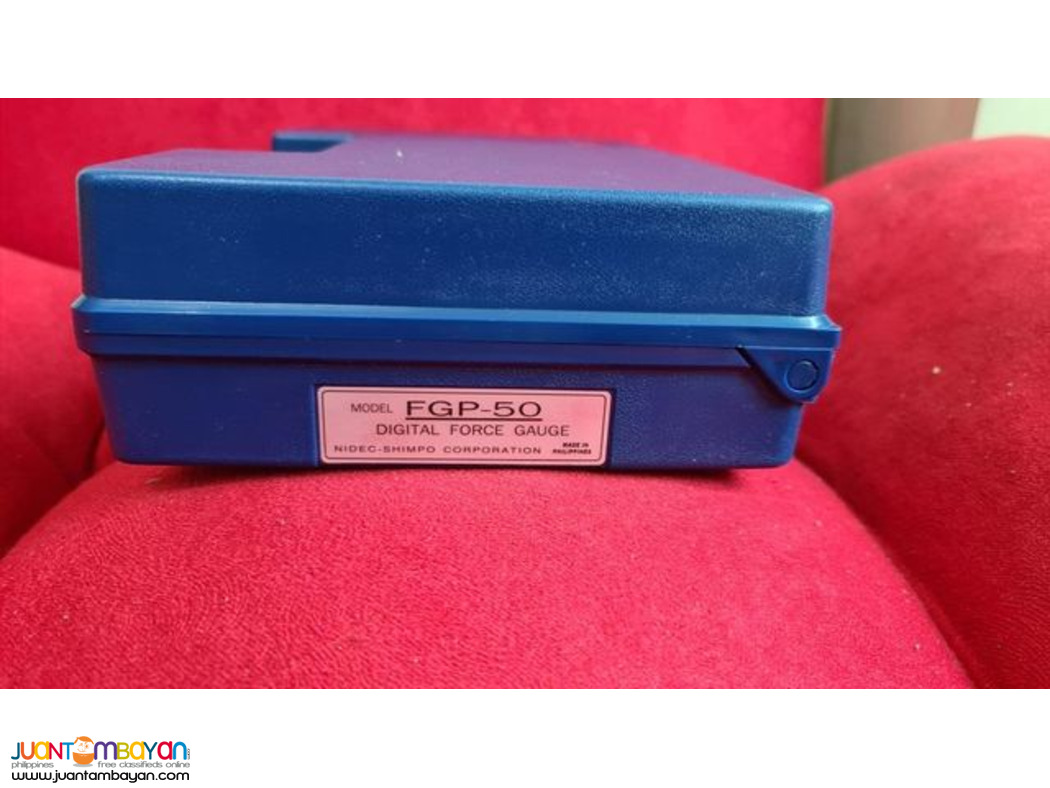 MODEL FGP-50
DIGITAL FORCE GAUGE
NIDEC-SHIMPO CORPORATION MADE IN PHILIPPINES
JUANTAMBAYAN
philippines free classifieds online
www.juantambayan.com